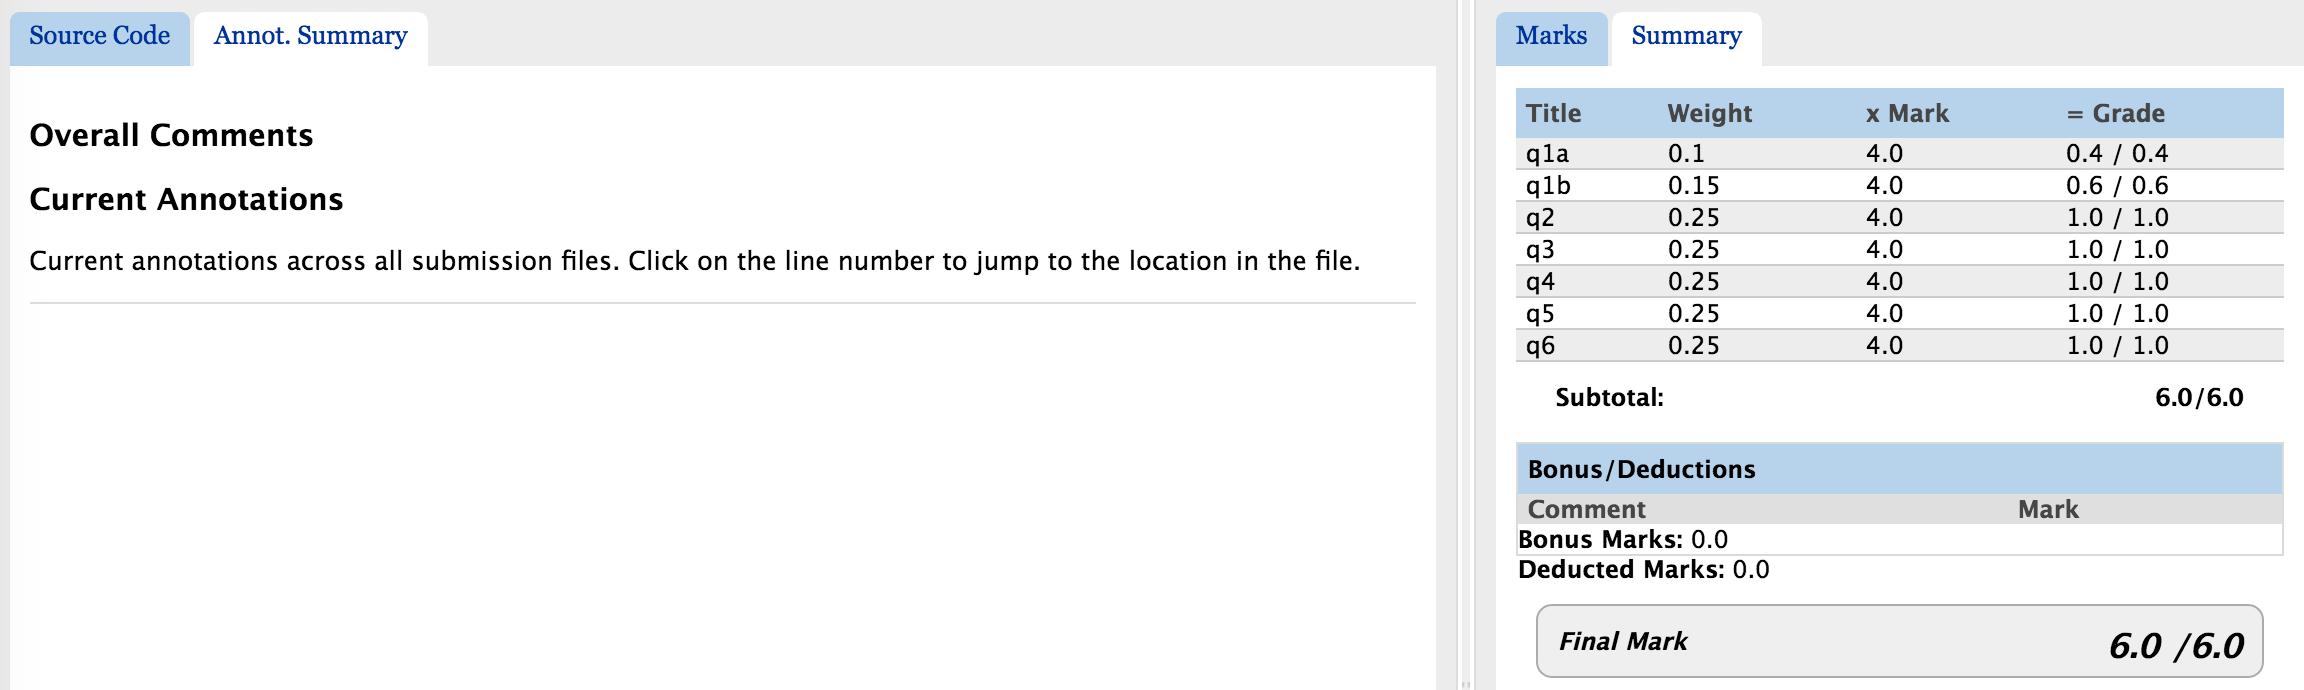 Source Code Annot. Summary
Overall Comments
Current Annotations
Current annotations across all submission files. Click on the line number to jump to the location in the file.
Marks Summary
Title Weight x Mark = Grade
q1a 0.1 4.0 0.4 / 0.4
q1b 0.15 4.0 0.6 / 0.6
q2 0.25 4.0 1.0 / 1.0
q3 0.25 4.0 1.0 / 1.0
q4 0.25 4.0 1.0 / 1.0
q5 0.25 4.0 1.0 / 1.0
q6 0.25 4.0 1.0 / 1.0
Subtotal: 6.0/6.0
Bonus/Deductions
Comment Mark
Bonus Marks: 0.0
Deducted Marks: 0.0
Final Mark 6.0 /6.0